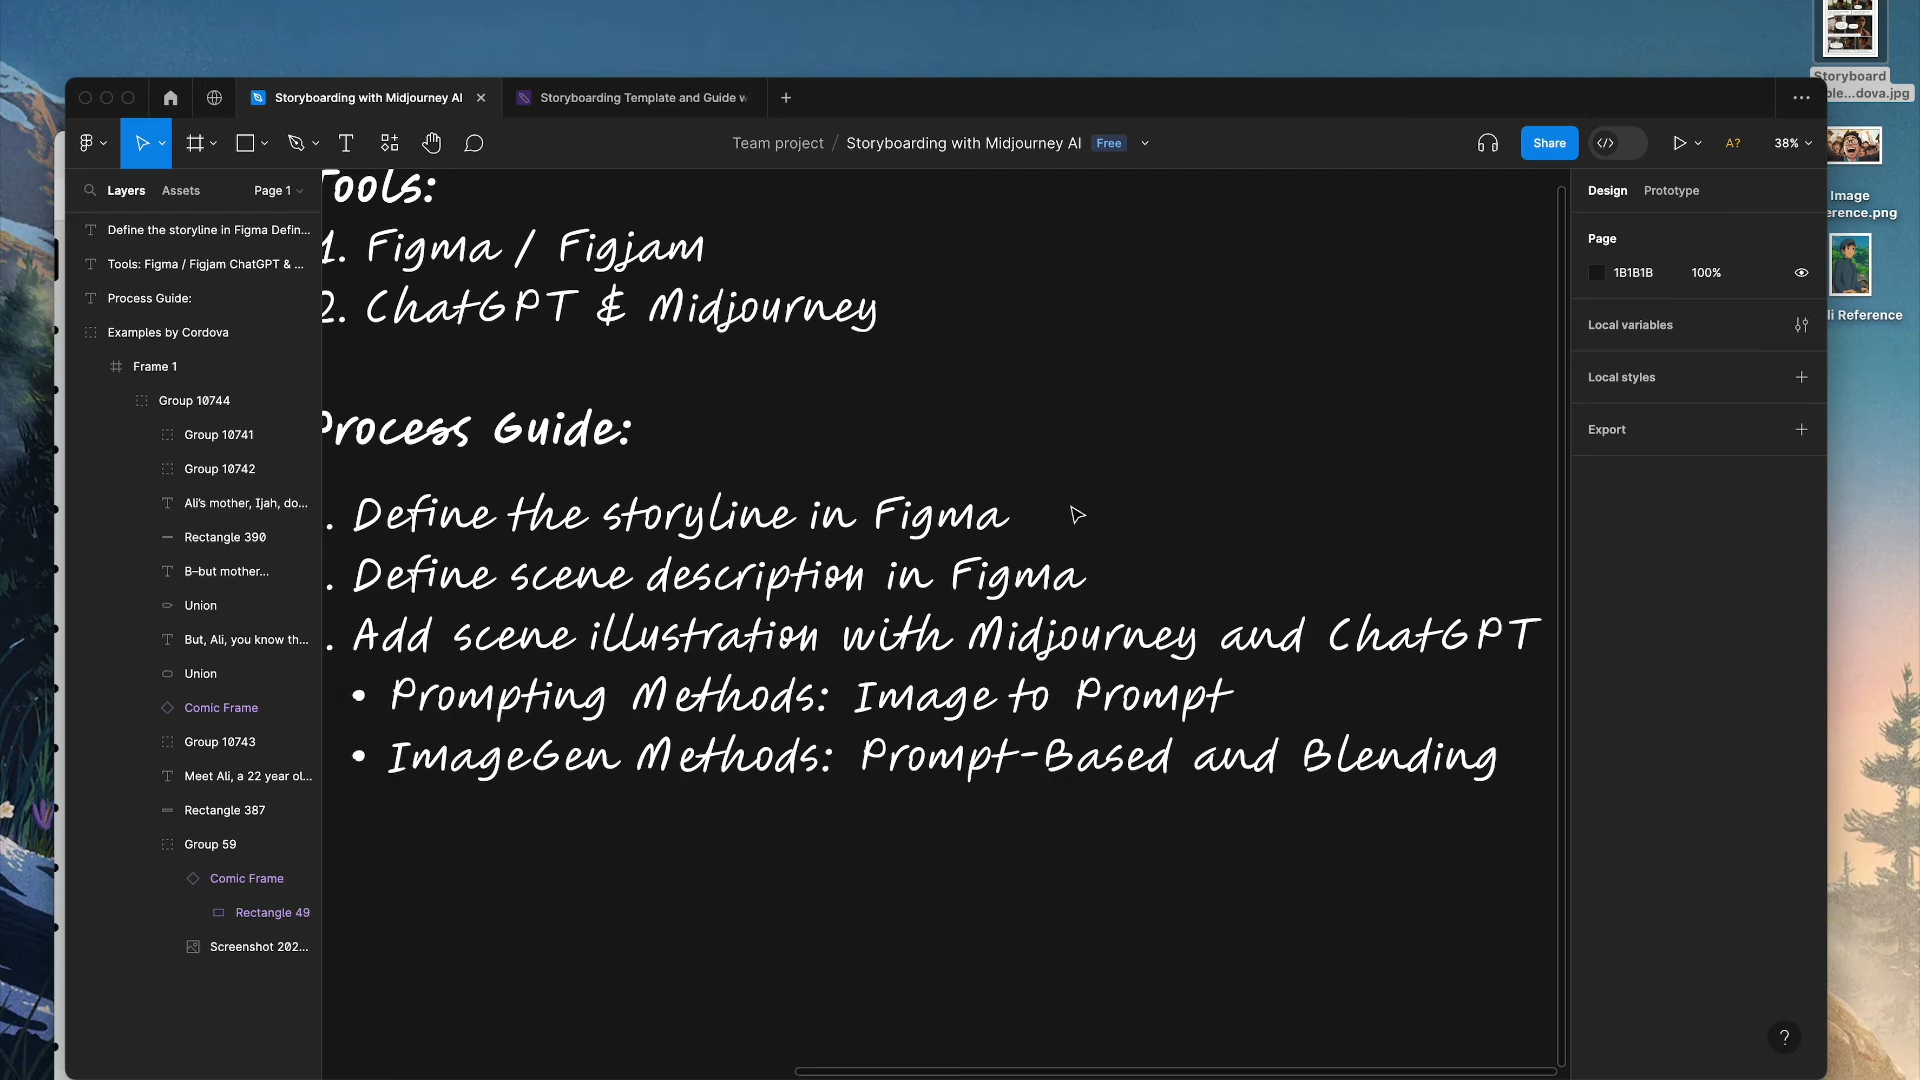 Storyboard
ole...dova.jpg
Storyboarding with Midjourney AI
Storyboarding Template and Guide w
Team project / Storyboarding with Midjourney AI Free
Share
A?
38%
Image
erence.png
li Reference
Layers
Assets
Page 1
Define the storyline in Figma Defin...
Tools: Figma / Figjam ChatGPT & ...
Process Guide:
Examples by Cordova
Frame 1
Group 10744
Group 10741
Group 10742
Ali's mother, Ijah, do...
Rectangle 390
B–but mother...
Union
But, Ali, you know th...
Union
Comic Frame
Group 10743
Meet Ali, a 22 year ol...
Rectangle 387
Group 59
Comic Frame
Rectangle 49
Screenshot 202...
Tools:
1. Figma / Figjam
2. ChatGPT & Midjourney
Process Guide:
. Define the storyline in Figma
. Define scene description in Figma
. Add scene illustration with Midjourney and ChatGPT
• Prompting Methods: Image to Prompt
• ImageGen Methods: Prompt-Based and Blending
Design
Prototype
Page
1B1B1B
100%
Local variables
Local styles
Export
?